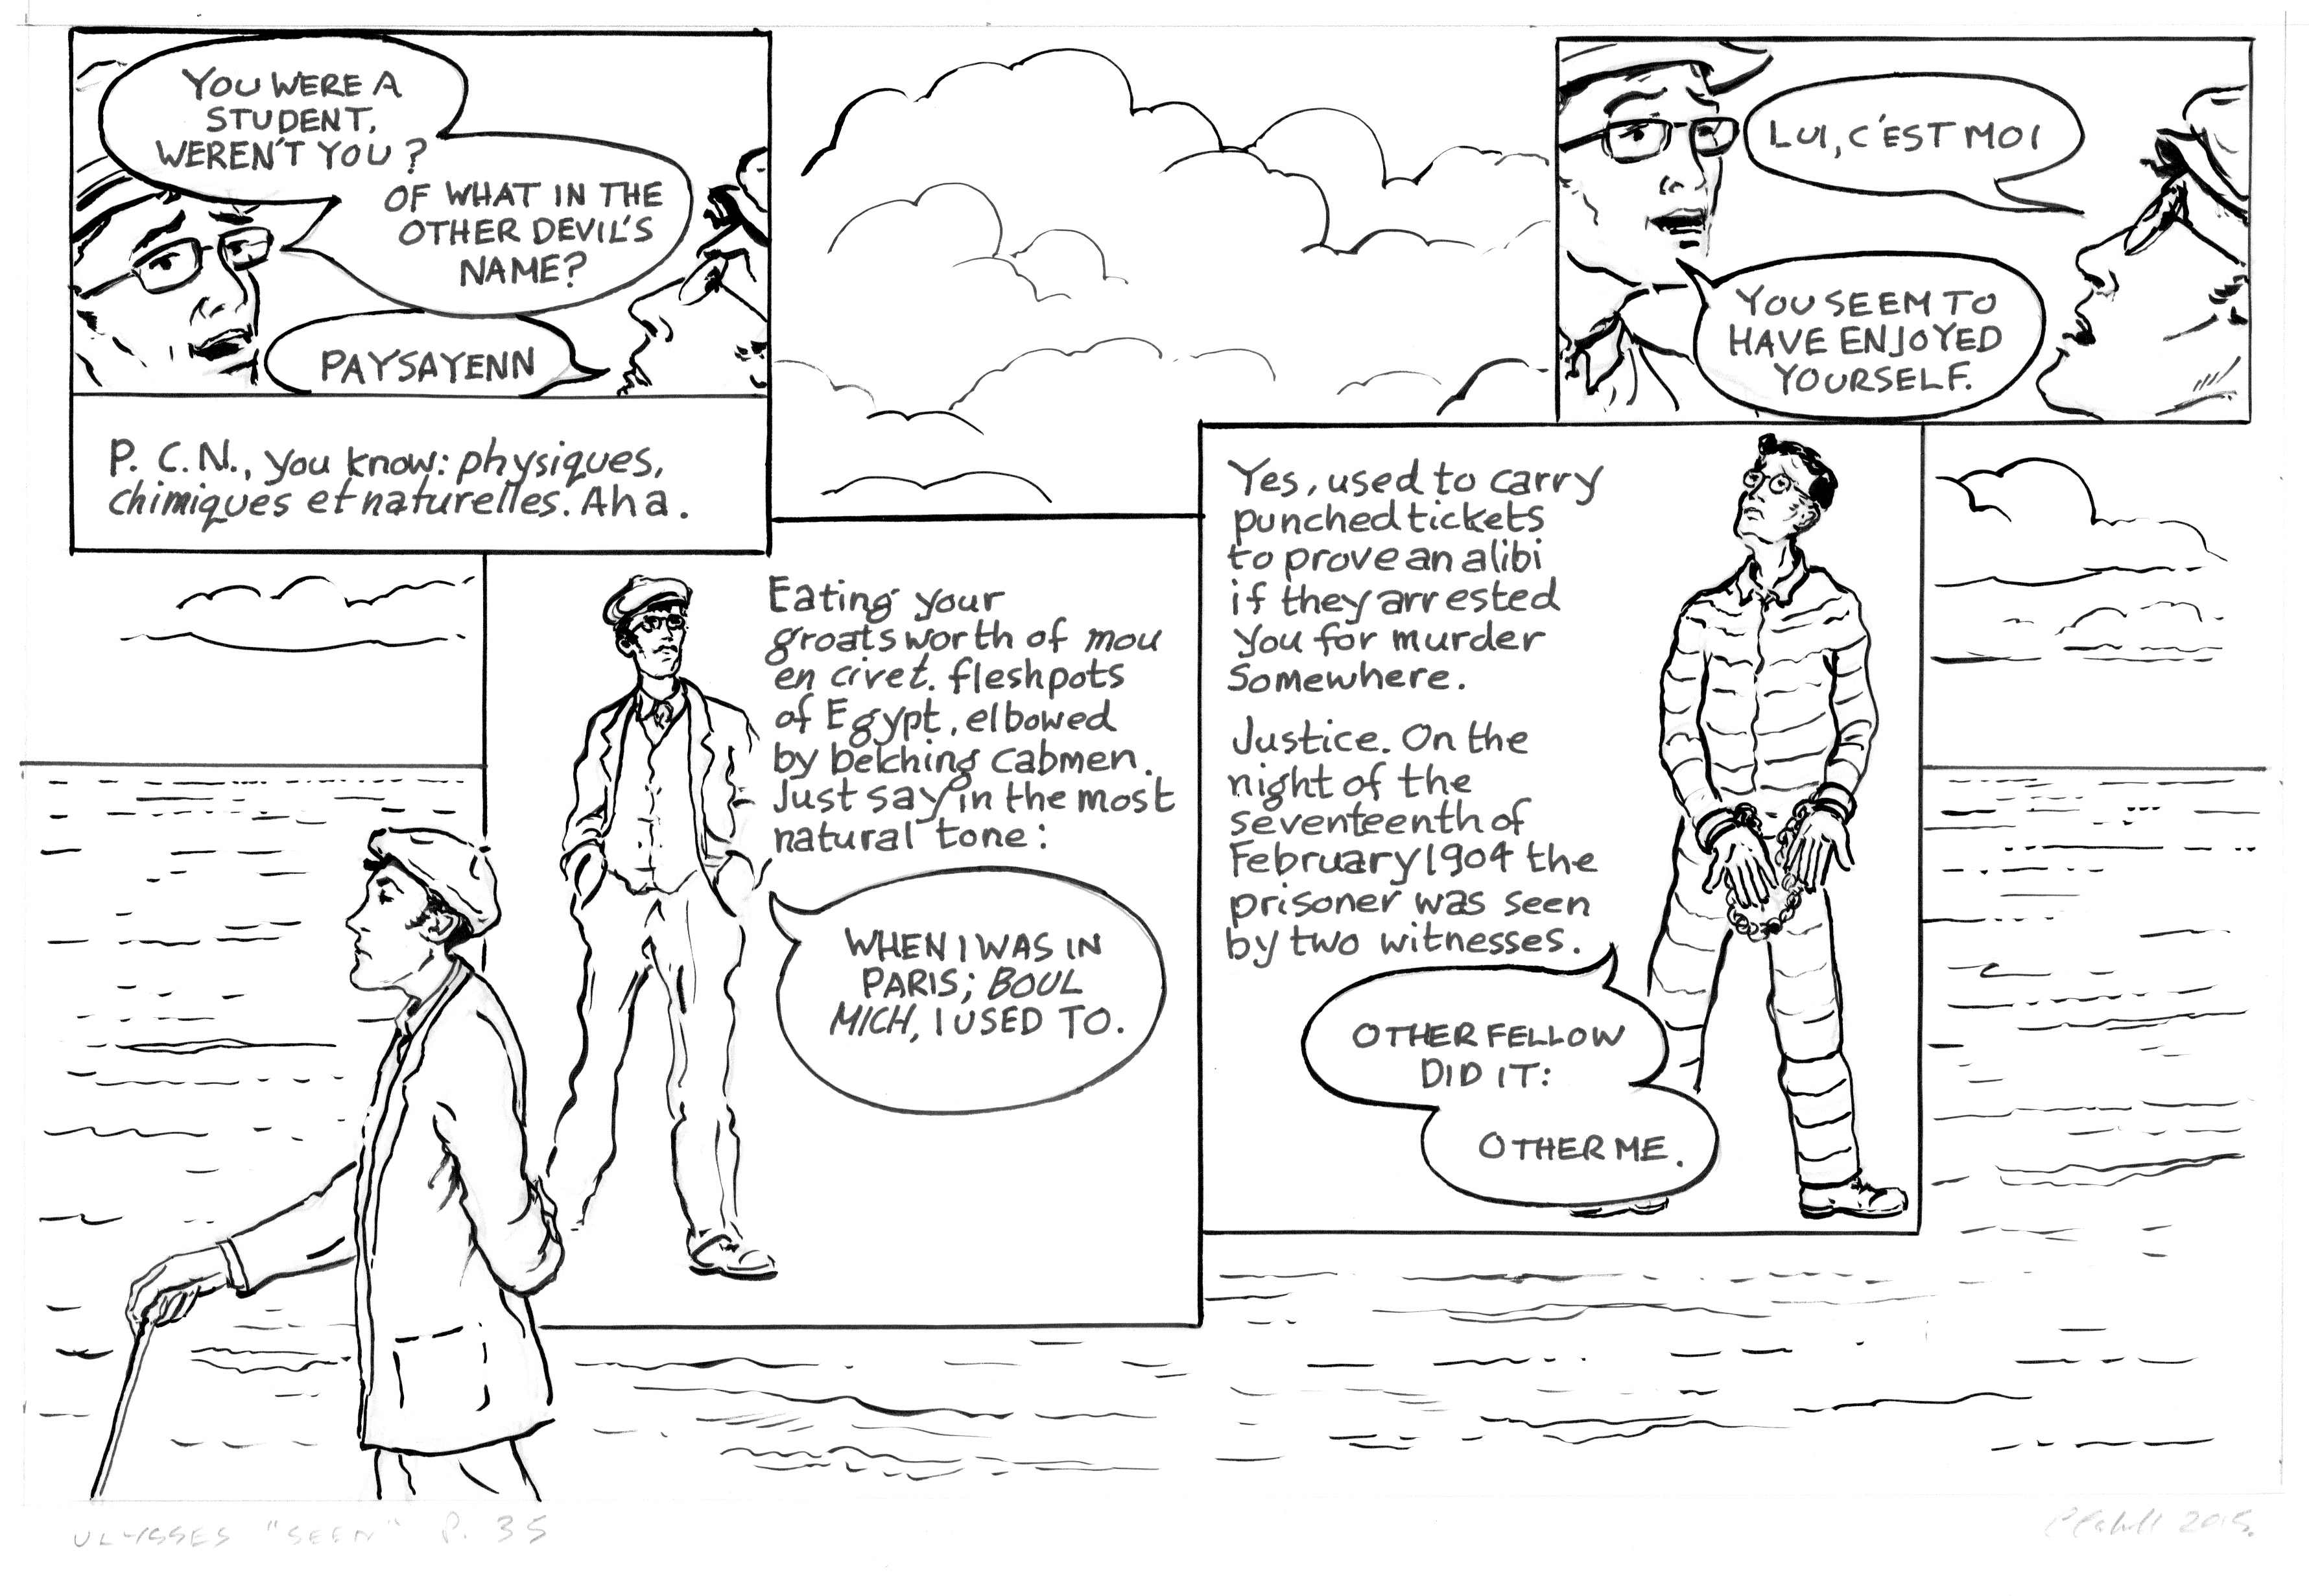 YOU WERE A
STUDENT,
WEREN'T YOU?
OF WHAT IN THE
OTHER DEVIL'S
NAME?
PAYSAYENN
P. C. N., you know: physiques,
chimiques et naturelles. Aha.
Eating your
groatsworth of mou
en civet. fleshpots
of Egypt, elbowed
by belching cabmen.
Just say in the most
natural tone:
WHEN I WAS IN
PARIS; BOUL
MICH, I USED TO.
Yes, used to carry
punched tickets
to prove an alibi
if they arrested
you for murder
somewhere.
Justice. On the
night of the
seventeenth of
February 1904 the
prisoner was seen
by two witnesses.
OTHER FELLOW
DID IT:
OTHER ME.
LUI, C'EST MOI
YOU SEEM TO
HAVE ENJOYED
YOURSELF.
ULYSSES "SEEN" P. 35
2015.